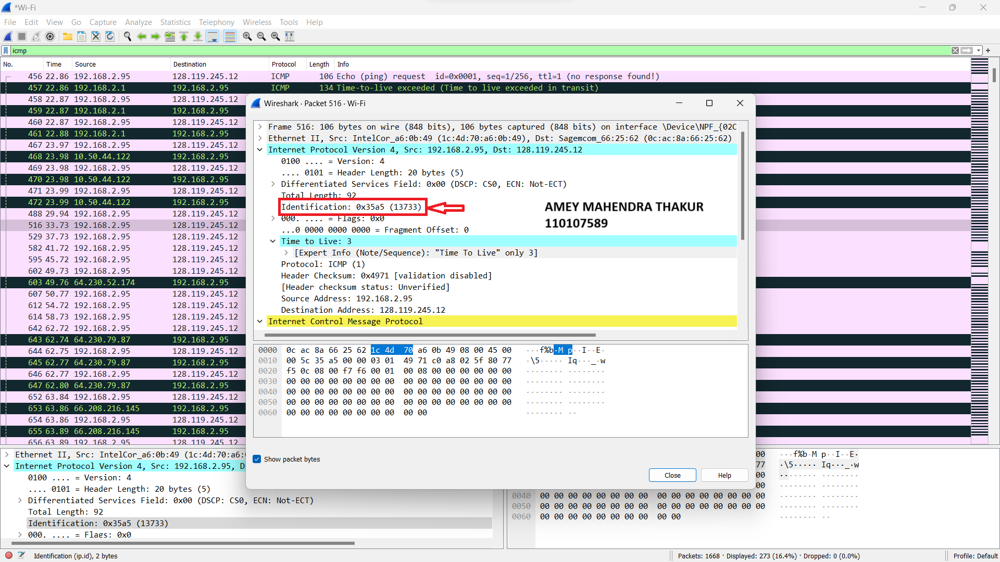 *Wi-Fi
File Edit View Go Capture Analyze Statistics Telephony Wireless Tools Help
icmp
No. Time Source Destination Protocol Length Info
456 22.86 192.168.2.95 128.119.245.12 ICMP 106 Echo (ping) request id=0x0001, seq=1/256, ttl=1 (no response found!)
457 22.86 192.168.2.1 192.168.2.95 ICMP 134 Time-to-live exceeded (Time to live exceeded in transit)
458 22.87 192.168.2.95 128.119.245.12
459 22.87 192.168.2.1 192.168.2.95
460 22.87 192.168.2.95 128.119.245.12
461 22.88 192.168.2.1 192.168.2.95
467 23.97 192.168.2.95 128.119.245.12
468 23.98 10.50.44.122 192.168.2.95
469 23.98 192.168.2.95 128.119.245.12
470 23.98 10.50.44.122 192.168.2.95
471 23.99 192.168.2.95 128.119.245.12
472 23.99 10.50.44.122 192.168.2.95
488 29.94 192.168.2.95 128.119.245.12
516 33.73 192.168.2.95 128.119.245.12
529 37.73 192.168.2.95 128.119.245.12
582 41.72 192.168.2.95 128.119.245.12
595 45.72 192.168.2.95 128.119.245.12
602 49.73 192.168.2.95 128.119.245.12
603 49.76 64.230.52.174 192.168.2.95
607 50.77 192.168.2.95 128.119.245.12
612 54.72 192.168.2.95 128.119.245.12
614 58.73 192.168.2.95 128.119.245.12
642 62.72 192.168.2.95 128.119.245.12
643 62.74 64.230.79.87 192.168.2.95
644 62.75 192.168.2.95 128.119.245.12
645 62.77 64.230.79.87 192.168.2.95
646 62.77 192.168.2.95 128.119.245.12
647 62.80 64.230.79.87 192.168.2.95
652 63.84 192.168.2.95 128.119.245.12
653 63.86 66.208.216.145 192.168.2.95
654 63.86 192.168.2.95 128.119.245.12
655 63.89 66.208.216.145 192.168.2.95
656 63.89 192.168.2.95 128.119.245.12
Wireshark · Packet 516 · Wi-Fi
Frame 516: 106 bytes on wire (848 bits), 106 bytes captured (848 bits) on interface \Device\NPF_{02C
Ethernet II, Src: IntelCor_a6:0b:49 (1c:4d:70:a6:0b:49), Dst: Sagemcom_66:25:62 (0c:ac:8a:66:25:62)
Internet Protocol Version 4, Src: 192.168.2.95, Dst: 128.119.245.12
0100 .... = Version: 4
.... 0101 = Header Length: 20 bytes (5)
Differentiated Services Field: 0x00 (DSCP: CS0, ECN: Not-ECT)
Total Length: 92
Identification: 0x35a5 (13733)
000. .... = Flags: 0x0
...0 0000 0000 0000 = Fragment Offset: 0
Time to Live: 3
[Expert Info (Note/Sequence): "Time To Live" only 3]
Protocol: ICMP (1)
Header Checksum: 0x4971 [validation disabled]
[Header checksum status: Unverified]
Source Address: 192.168.2.95
Destination Address: 128.119.245.12
Internet Control Message Protocol
AMEY MAHENDRA THAKUR
110107589
0000 0c ac 8a 66 25 62 1c 4d 70 a6 0b 49 08 00 45 00 ···f%b·M p··I··E·
0010 00 5c 35 a5 00 00 03 01 49 71 c0 a8 02 5f 80 77 ·\5····· Iq···_·w
0020 f5 0c 08 00 f7 f6 00 01 00 08 00 00 00 00 00 00 ········ ········
0030 00 00 00 00 00 00 00 00 00 00 00 00 00 00 00 00 ········ ········
0040 00 00 00 00 00 00 00 00 00 00 00 00 00 00 00 00 ········ ········
0050 00 00 00 00 00 00 00 00 00 00 00 00 00 00 00 00 ········ ········
0060 00 00 00 00 00 00 00 00 00 00 ········ ··
Show packet bytes
Close Help
Ethernet II, Src: IntelCor_a6:0b:49 (1c:4d:70:a6:
Internet Protocol Version 4, Src: 192.168.2.95, D
0100 .... = Version: 4
.... 0101 = Header Length: 20 bytes (5)
Differentiated Services Field: 0x00 (DSCP: CS0, ECN: Not-ECT)
Total Length: 92
Identification: 0x35a5 (13733)
000. .... = Flags: 0x0
00 ···f%b·M p··I··E·
77 ·\5····· Iq···_·w
00 ········ ········
00 ········ ········
0040 00 00 00 00 00 00 00 00 00 00 00 00 00 00 00 00 ········ ········
0050 00 00 00 00 00 00 00 00 00 00 00 00 00 00 00 00 ········ ········
0060 00 00 00 00 00 00 00 00 00 00 ········ ··
Identification (ip.id), 2 bytes
Packets: 1668 · Displayed: 273 (16.4%) · Dropped: 0 (0.0%)
Profile: Default